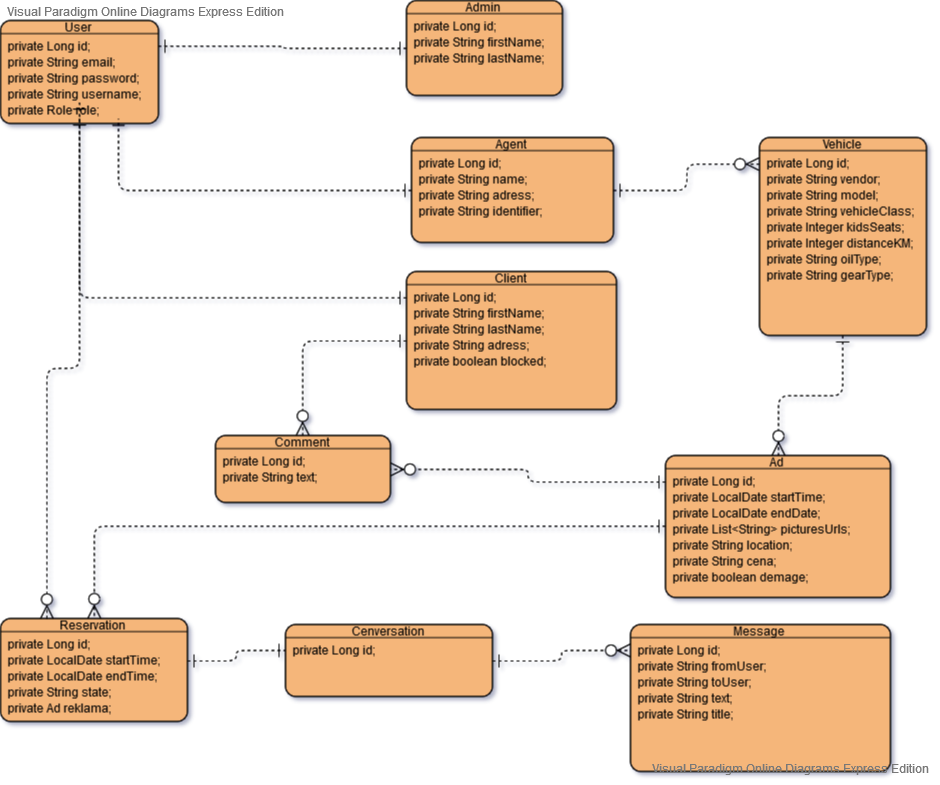 Visual Paradigm Online Diagrams Express Edition
User
private Long id;
private String email;
private String password;
private String username;
private Role role;
Admin
private Long id;
private String firstName;
private String lastName;
Agent
private Long id;
private String name;
private String adress;
private String identifier;
Vehicle
private Long id;
private String vendor;
private String model;
private String vehicleClass;
private Integer kidsSeats;
private Integer distanceKM;
private String oilType;
private String gearType;
Client
private Long id;
private String firstName;
private String lastName;
private String adress;
private boolean blocked;
Comment
private Long id;
private String text;
Ad
private Long id;
private LocalDate startTime;
private LocalDate endDate;
private List<String> picturesUrls;
private String location;
private String cena;
private boolean demage;
Reservation
private Long id;
private LocalDate startTime;
private LocalDate endTime;
private String state;
private Ad reklama;
Cenversation
private Long id;
Message
private Long id;
private String fromUser;
private String toUser;
private String text;
private String title;
Visual Paradigm Online Diagrams Express Edition